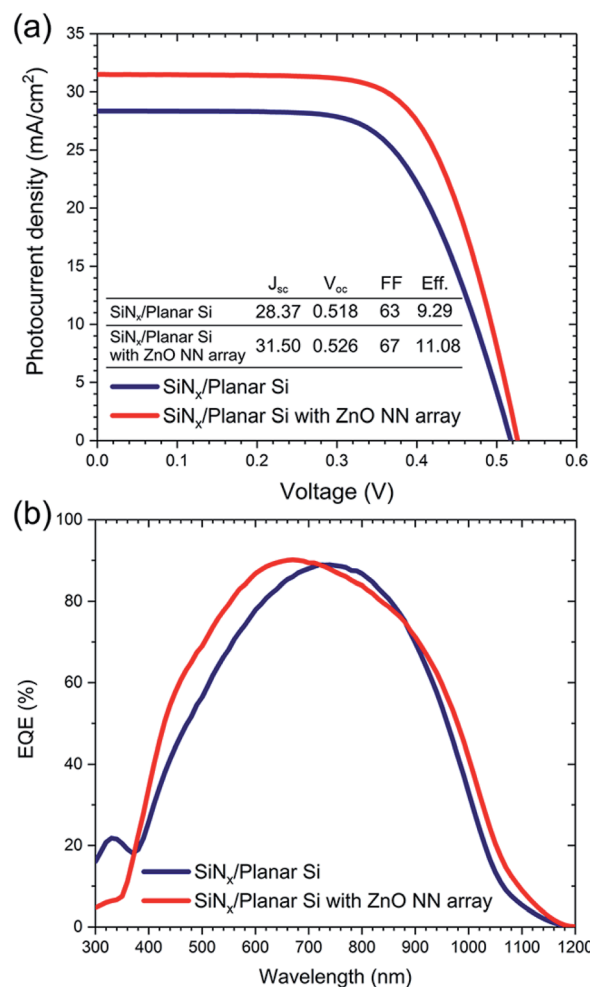 (a)
35
30
25
20
15
10
5
0
Photocurrent density (mA/cm²)
Jsc Voc FF Eff.
SiNx/Planar Si 28.37 0.518 63 9.29
SiNx/Planar Si
with ZnO NN array 31.50 0.526 67 11.08
SiNx/Planar Si
SiNx/Planar Si with ZnO NN array
0.0 0.1 0.2 0.3 0.4 0.5 0.6
Voltage (V)
(b)
100
80
60
40
20
0
EQE (%)
SiNx/Planar Si
SiNx/Planar Si with ZnO NN array
300 400 500 600 700 800 900 1000 1100 1200
Wavelength (nm)